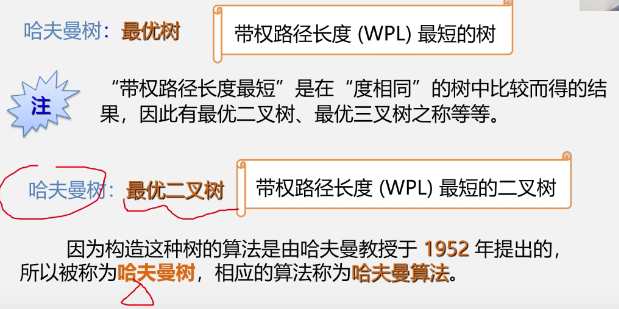 哈夫曼树：最优树 带权路径长度 (WPL) 最短的树
注 “带权路径长度最短”是在“度相同”的树中比较而得的结
果，因此有最优二叉树、最优三叉树之称等等。
哈夫曼树：最优二叉树 带权路径长度 (WPL) 最短的二叉树
因为构造这种树的算法是由哈夫曼教授于 1952 年提出的，
所以被称为哈夫曼树，相应的算法称为哈夫曼算法。